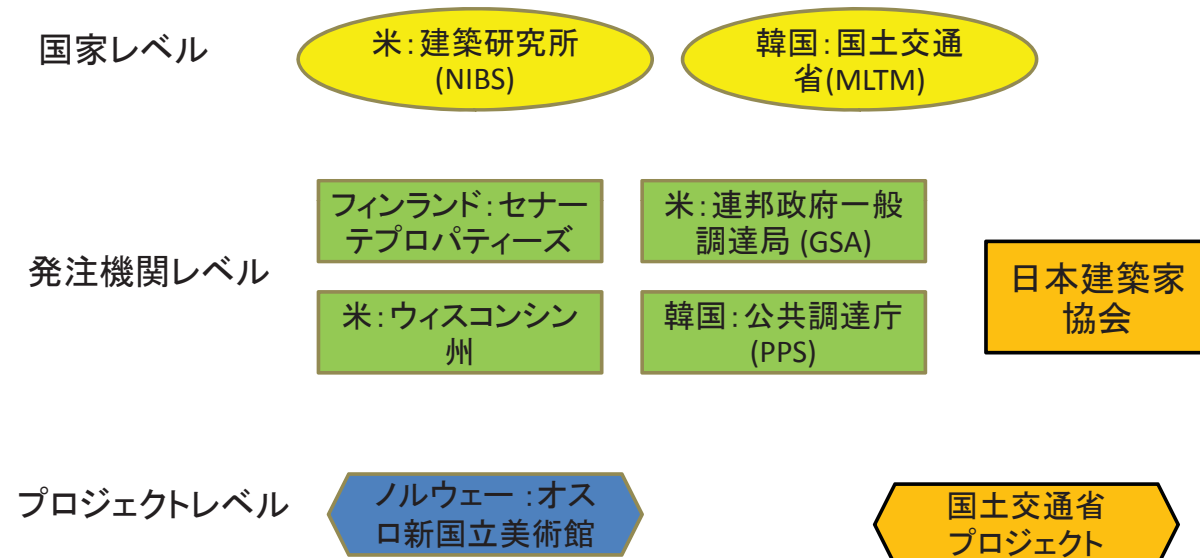 国家レベル
米:建築研究所
(NIBS)
韓国:国土交通
省(MLTM)
発注機関レベル
フィンランド:セナー
テプロパティーズ
米:連邦政府一般
調達局 (GSA)
米:ウィスコンシン
州
韓国:公共調達庁
(PPS)
日本建築家
協会
プロジェクトレベル
ノルウェー :オス
ロ新国立美術館
国土交通省
プロジェクト